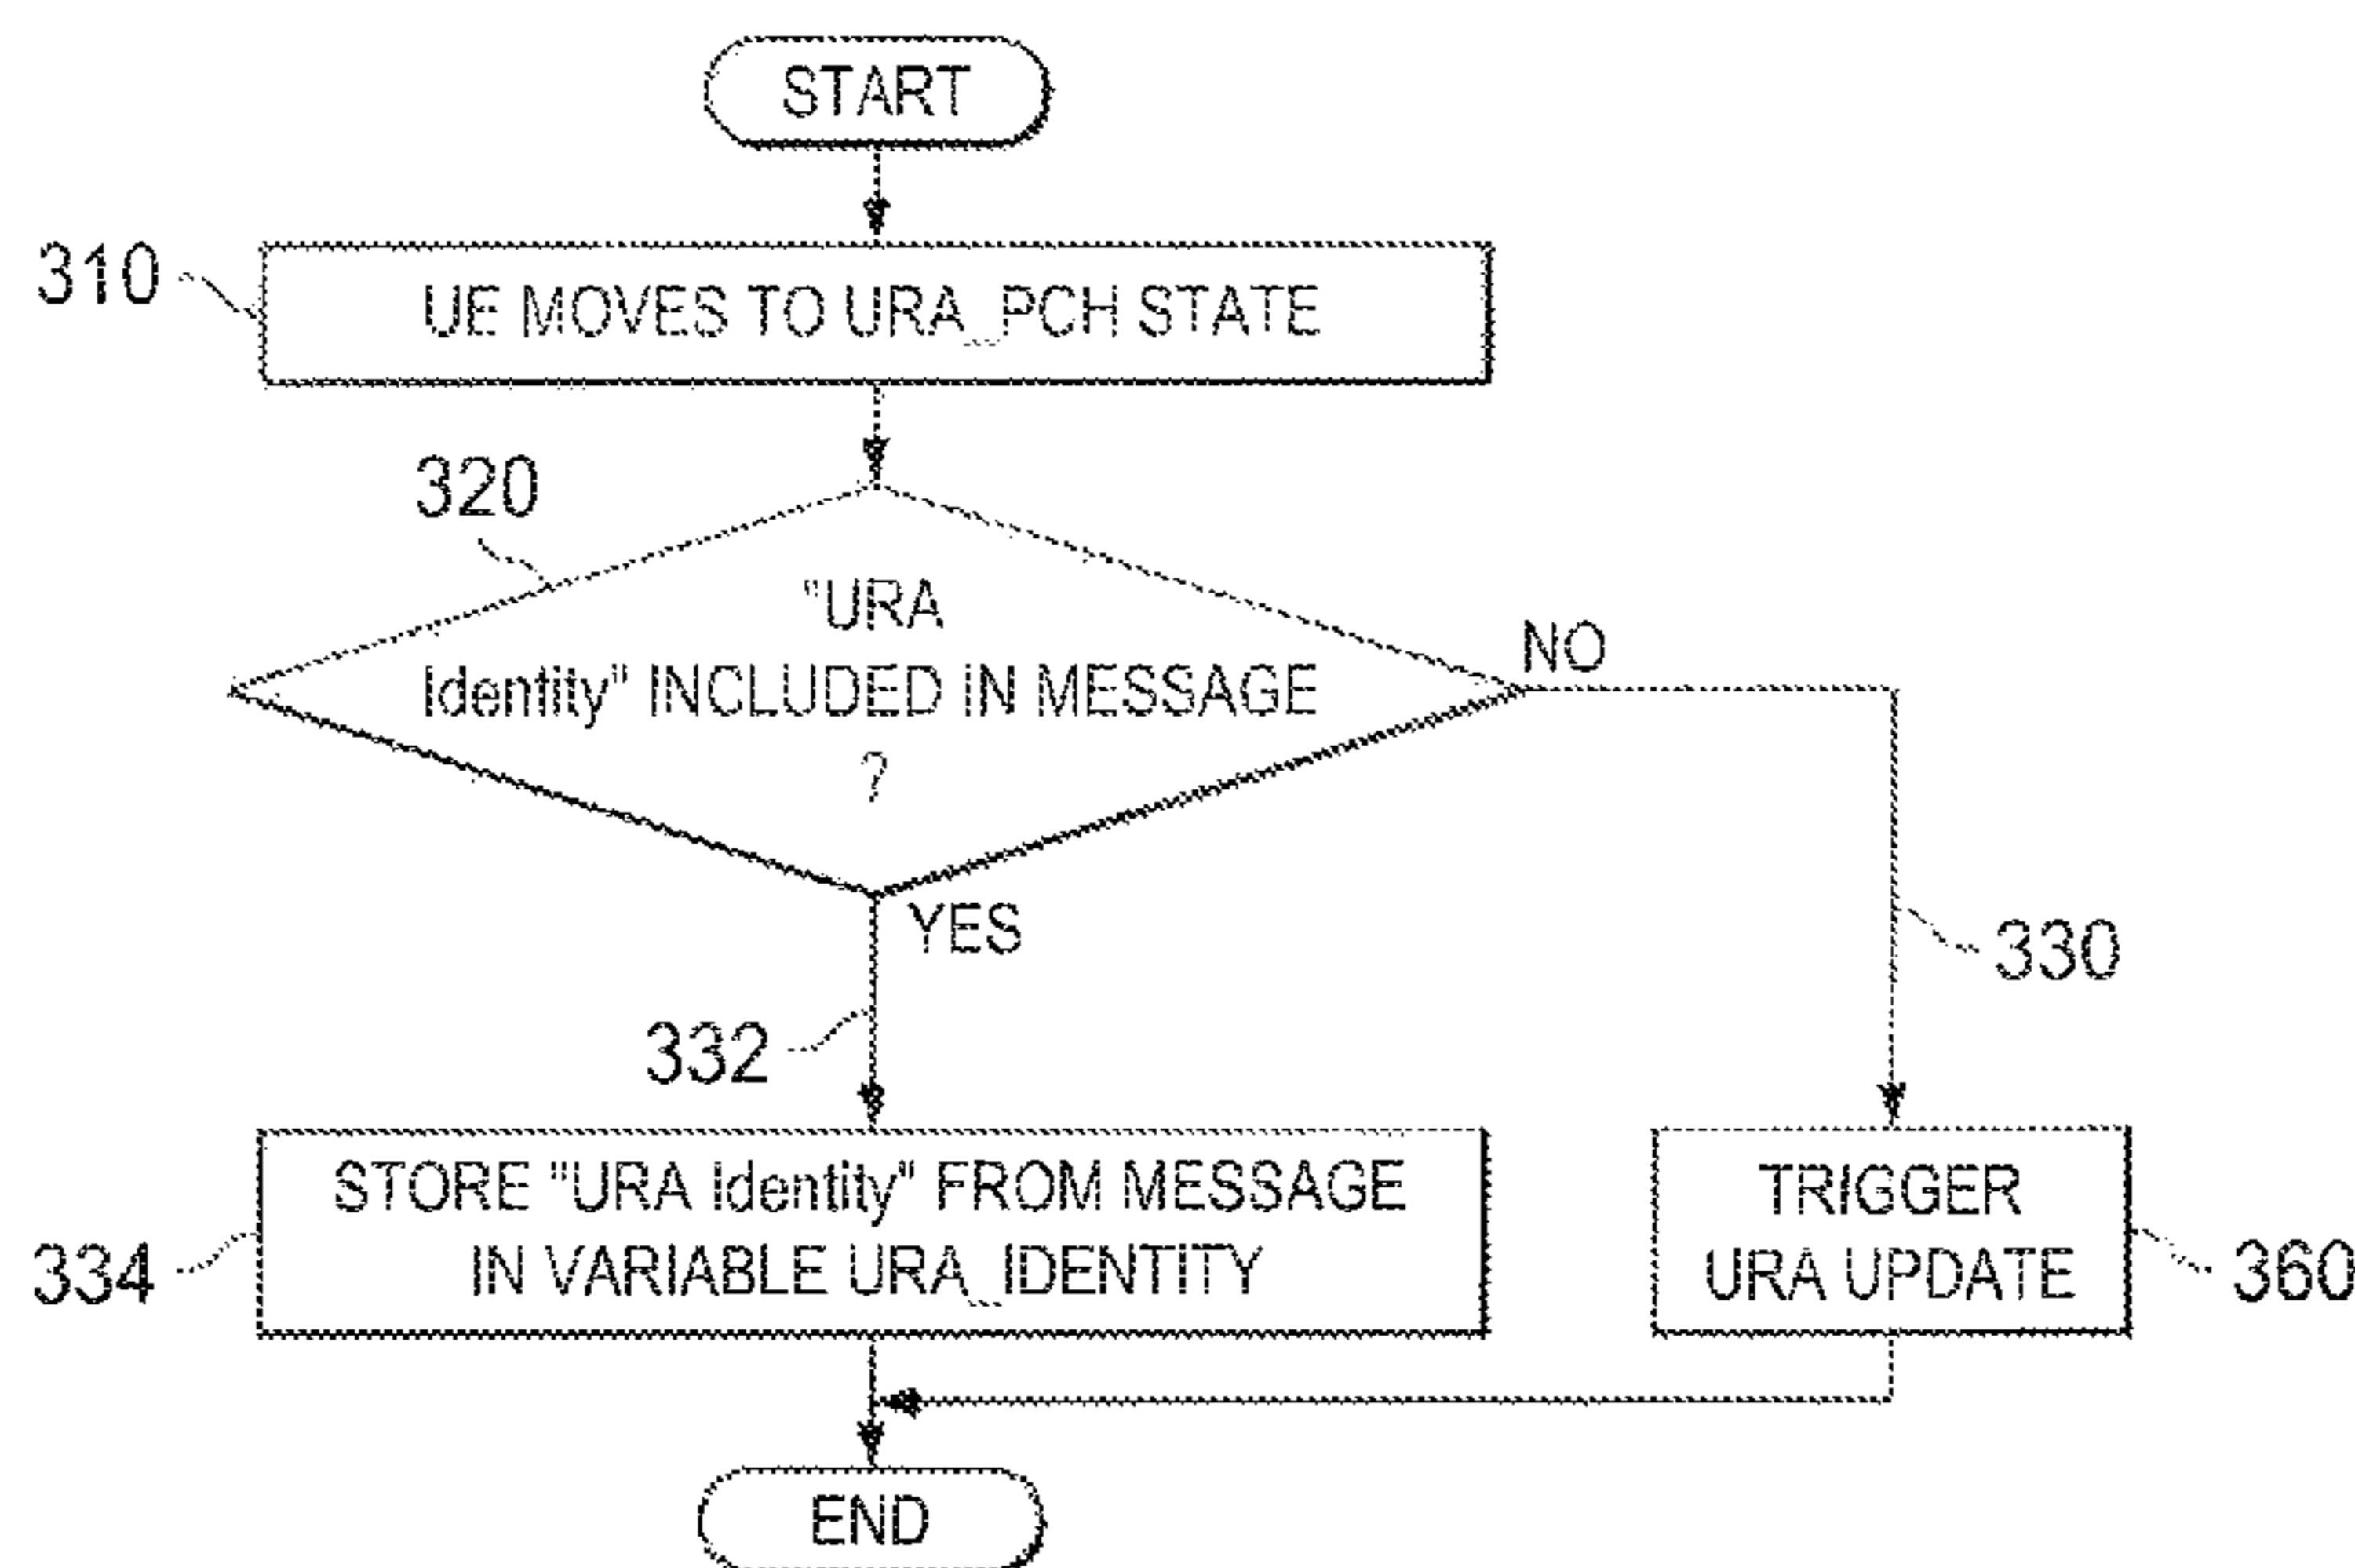 START
310
UE MOVES TO URA_PCH STATE
320
"URA
Identity" INCLUDED IN MESSAGE
?
NO
YES
330
332
STORE "URA Identity" FROM MESSAGE
IN VARIABLE URA_IDENTITY
334
TRIGGER
URA UPDATE
360
END